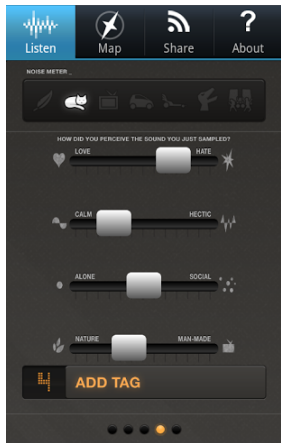 Listen
Map
Share
?
About
NOISE METER _
HOW DID YOU PERCEIVE THE SOUND YOU JUST SAMPLED?
LOVE HATE
CALM HECTIC
ALONE SOCIAL
NATURE MAN-MADE
4 ADD TAG